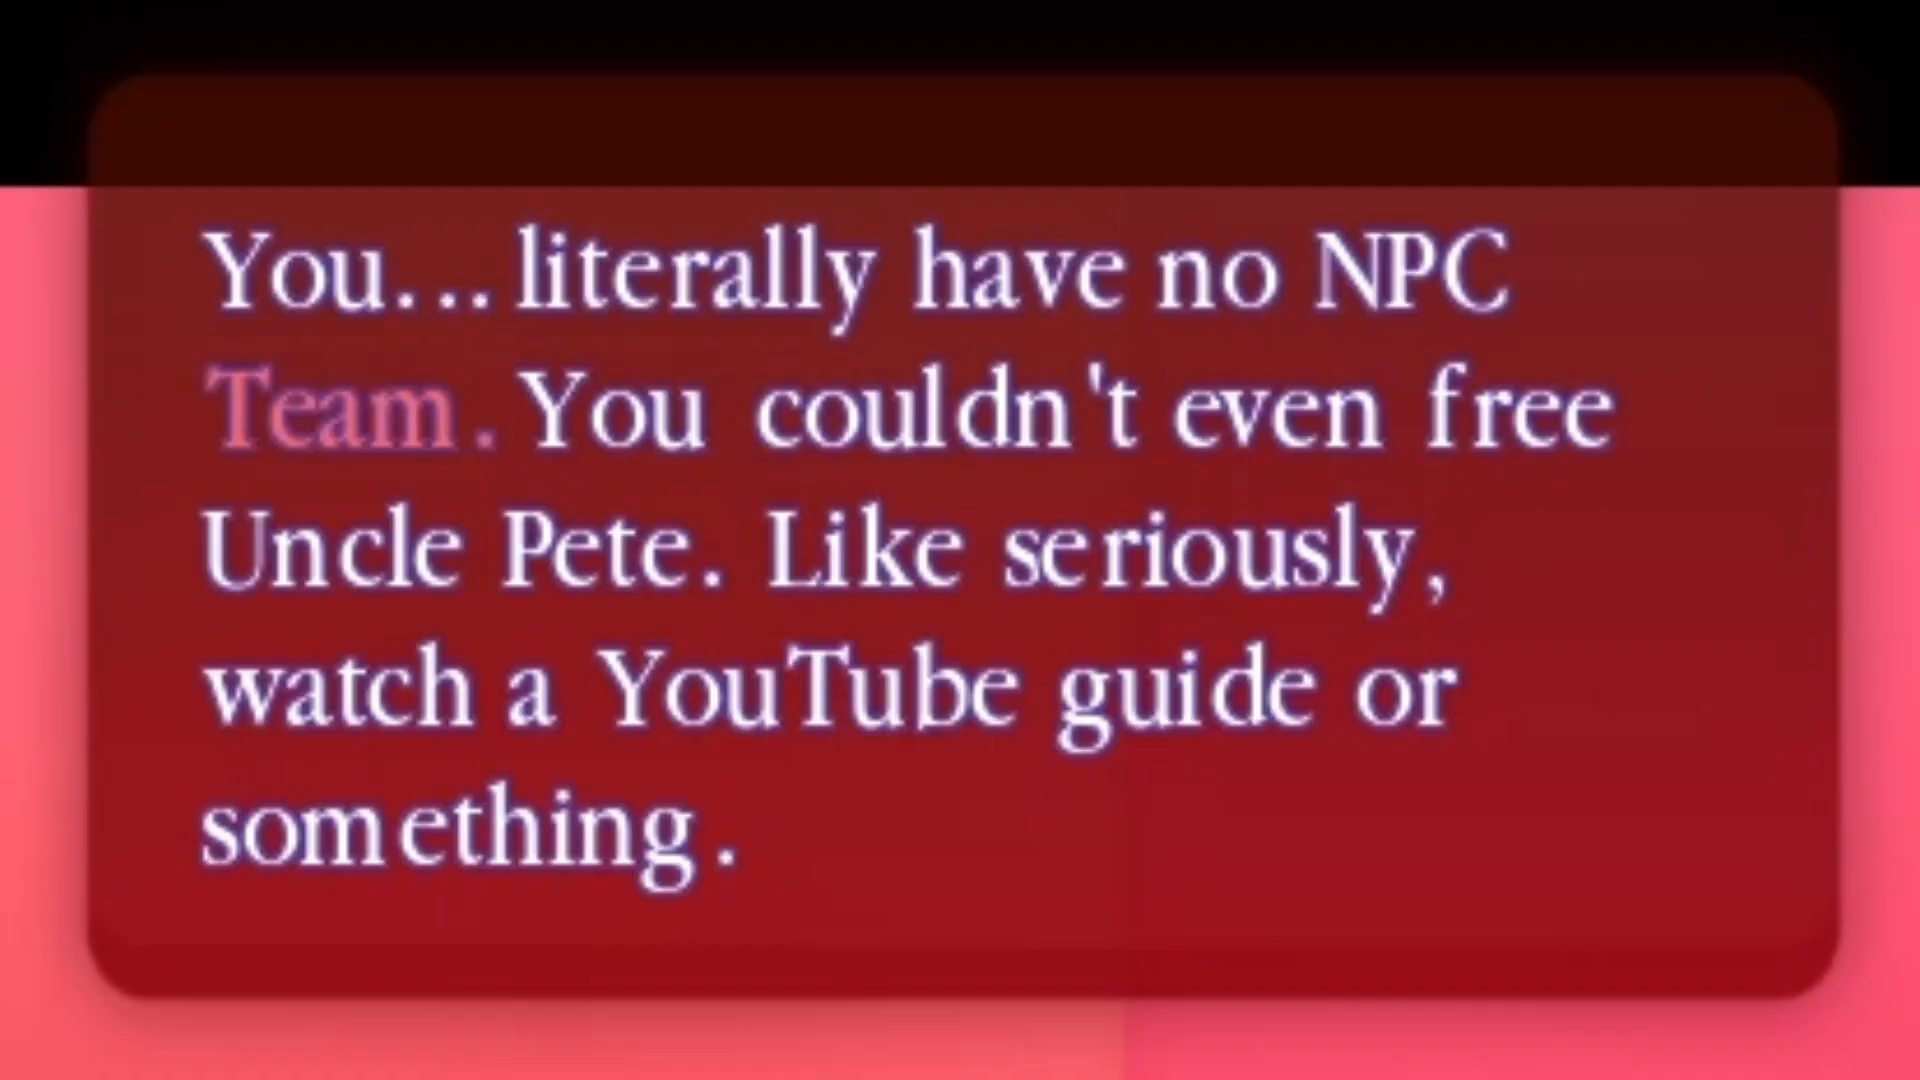 You... literally have no NPC
Team. You couldn't even free
Uncle Pete. Like seriously,
watch a YouTube guide or
something.